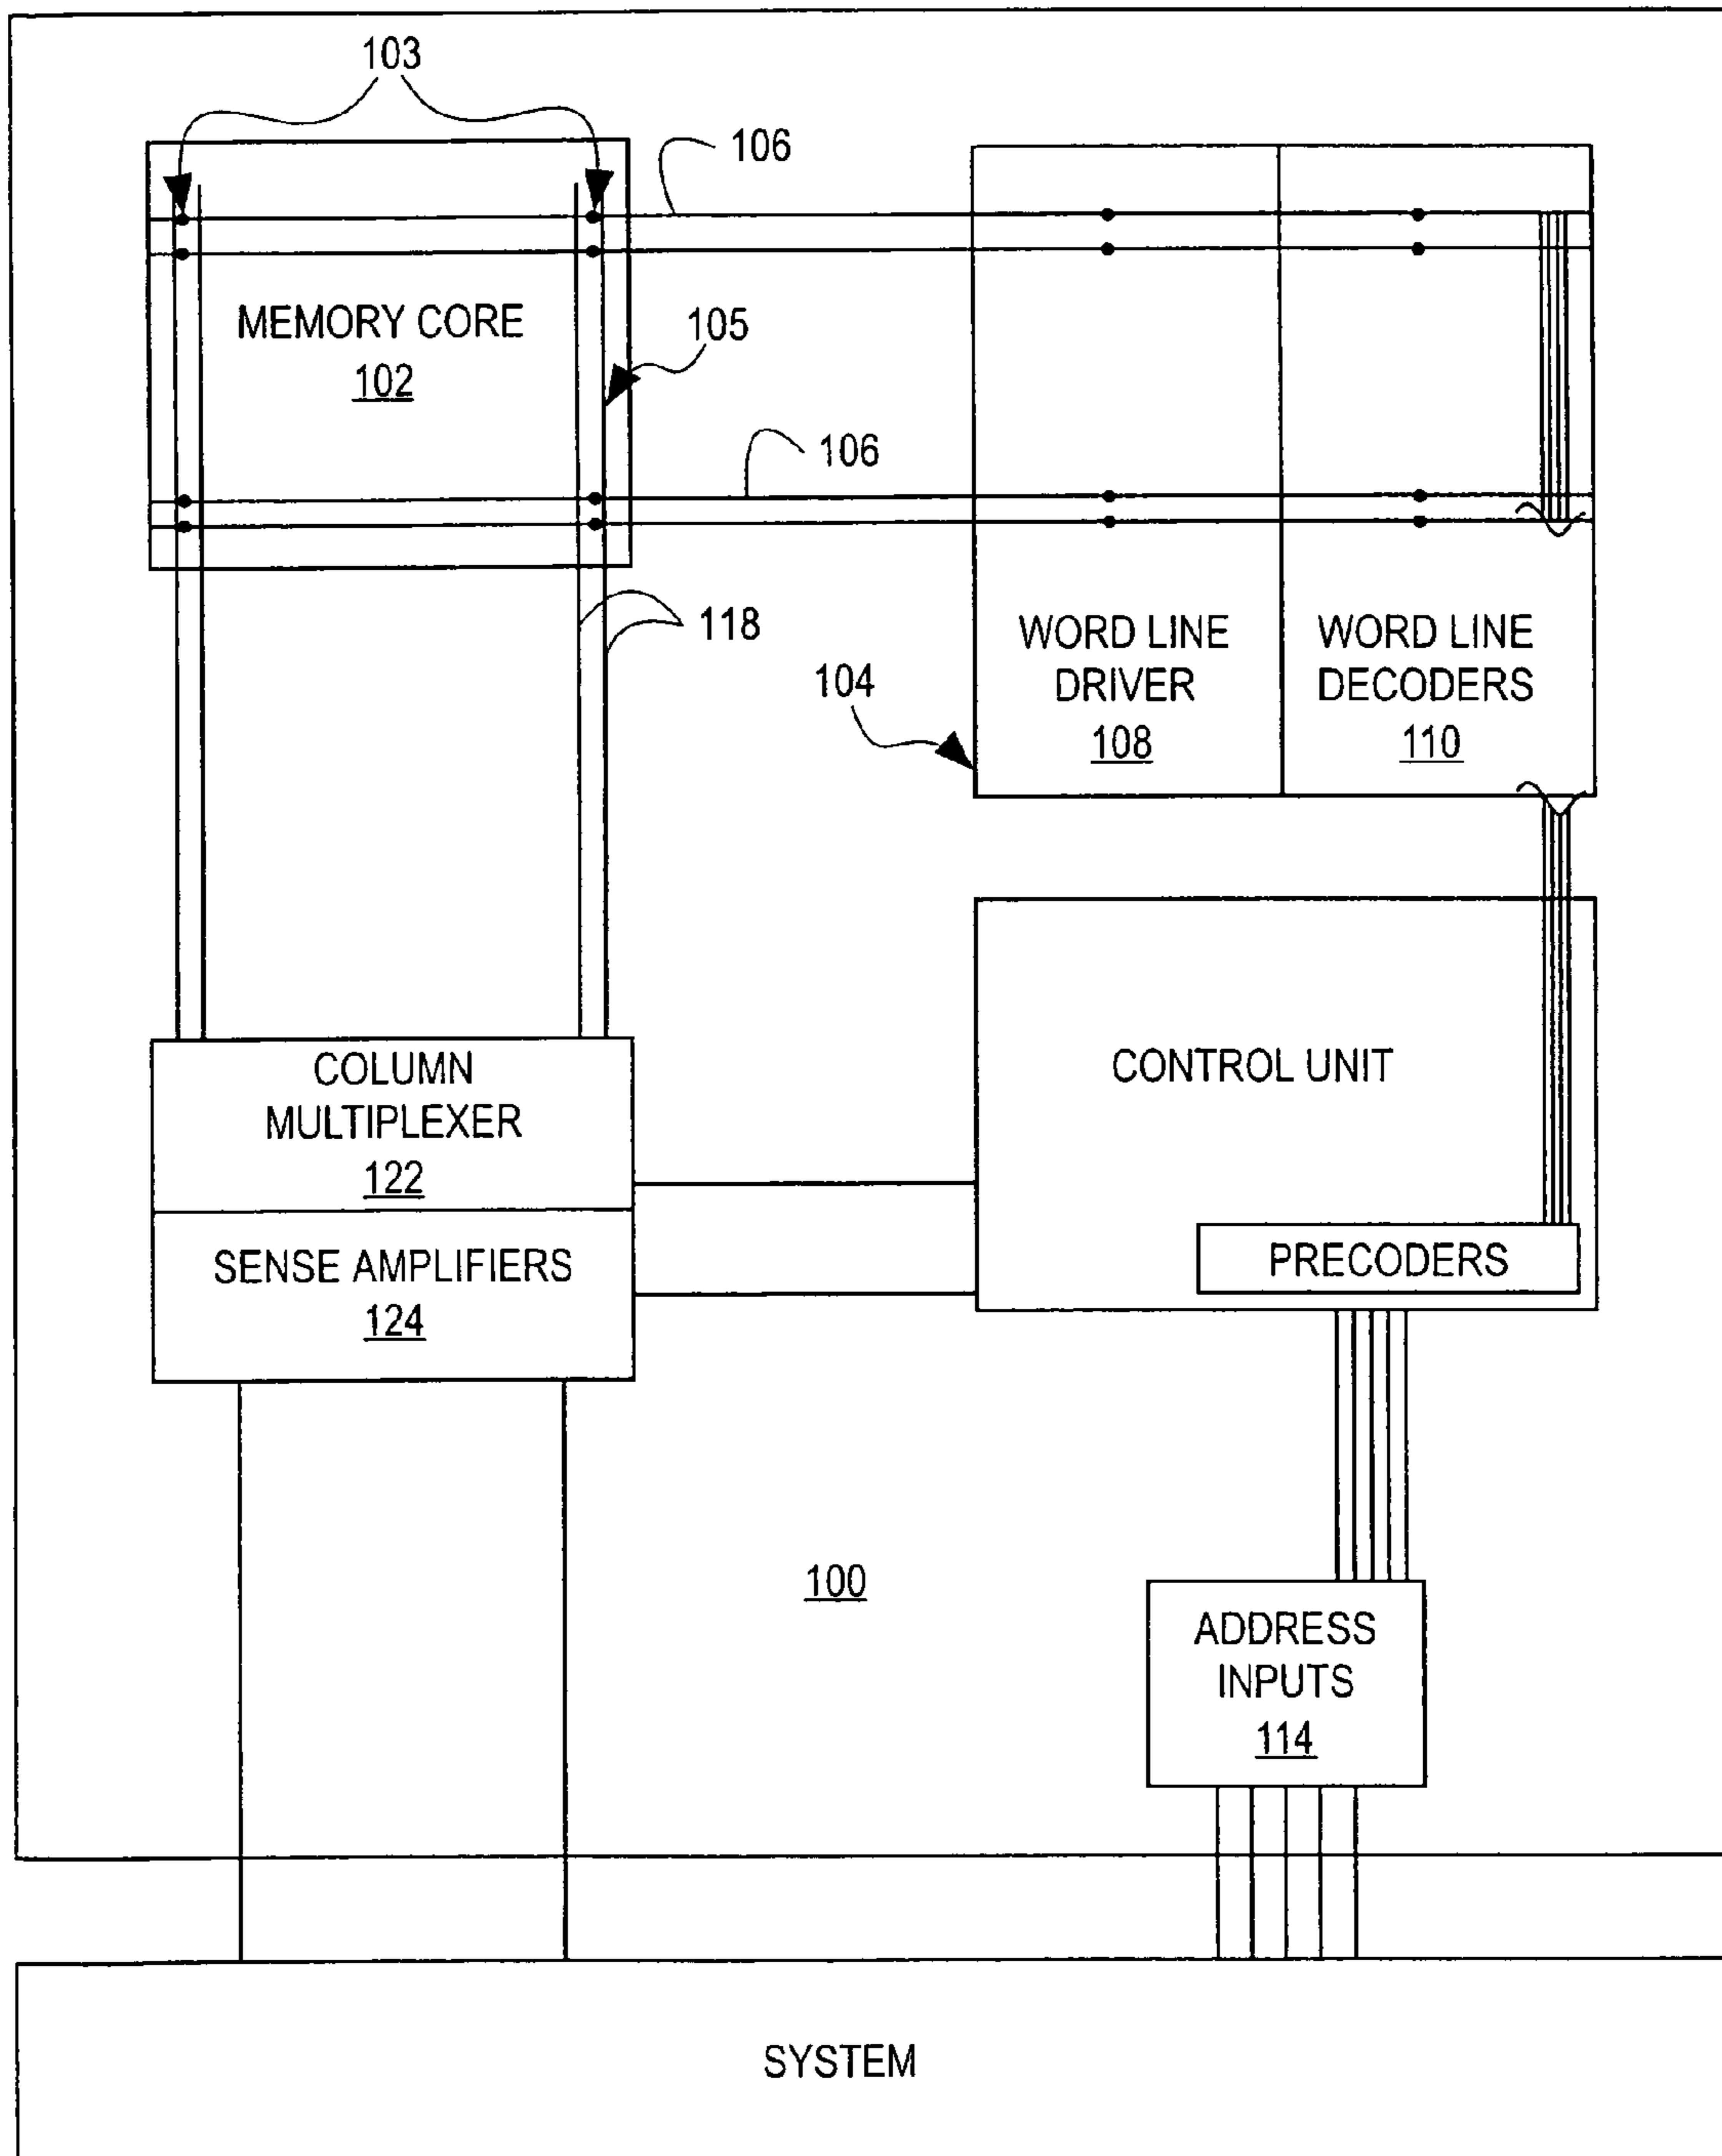 103
106
MEMORY CORE
102
105
106
118
WORD LINE
DRIVER
108
WORD LINE
DECODERS
110
104
CONTROL UNIT
COLUMN
MULTIPLEXER
122
PRECODERS
SENSE AMPLIFIERS
124
100
ADDRESS
INPUTS
114
SYSTEM